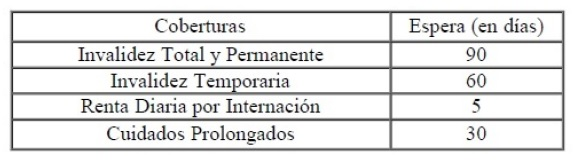 Coberturas Espera (en días)
Invalidez Total y Permanente 90
Invalidez Temporaria 60
Renta Diaria por Internación 5
Cuidados Prolongados 30